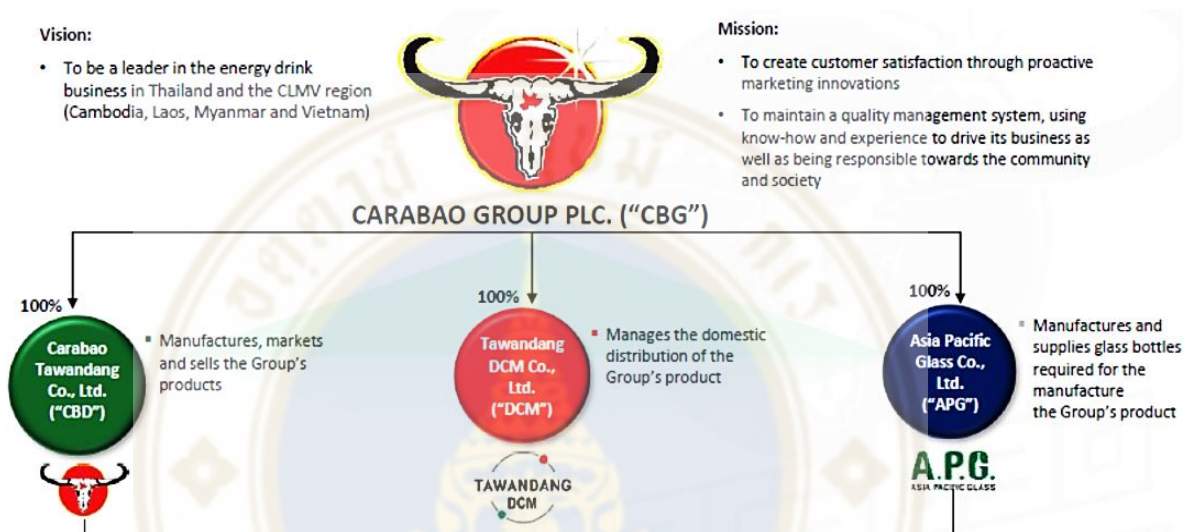 Vision:
• To be a leader in the energy drink
business in Thailand and the CLMV region
(Cambodia, Laos, Myanmar and Vietnam)
Mission:
• To create customer satisfaction through proactive
marketing innovations
• To maintain a quality management system, using
know-how and experience to drive its business as
well as being responsible towards the community
and society
CARABAO GROUP PLC. (“CBG”)
100%
Carabao
Tawandang
Co., Ltd.
(“CBD”)
▪ Manufactures, markets
and sells the Group’s
products
100%
Tawandang
DCM Co.,
Ltd.
(“DCM”)
▪ Manages the domestic
distribution of the
Group’s product
TAWANDANG
DCM
100%
Asia Pacific
Glass Co.,
Ltd.
(“APG”)
▪ Manufactures and
supplies glass bottles
required for the
manufacture
the Group’s product
A.P.G.
ASIA PACIFIC GLASS